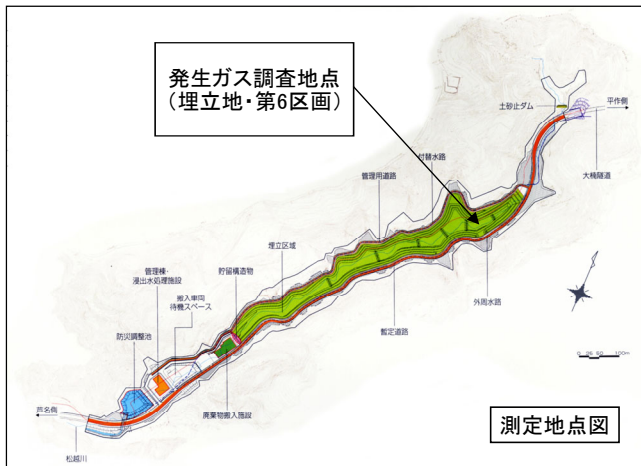 発生ガス調査地点
(埋立地・第6区画)
土砂止ダム
平作側
大楠隧道
付替水路
管理用道路
埋立区域
貯留構造物
管理棟・
浸出水処理施設
搬入車両
待機スペース
防災調整池
外周水路
暫定道路
廃棄物搬入施設
芦名側
松越川
0 25 50 100m
測定地点図